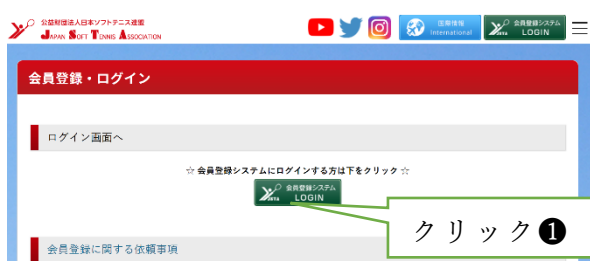 公益財団法人日本ソフトテニス連盟
JAPAN SOFT TENNIS ASSOCIATION
国際情報
International
会員登録システム
LOGIN
JSTA
会員登録・ログイン
ログイン画面へ
☆ 会員登録システムにログインする方は下をクリック ☆
会員登録システム
LOGIN
JSTA
クリック❶
会員登録に関する依頼事項